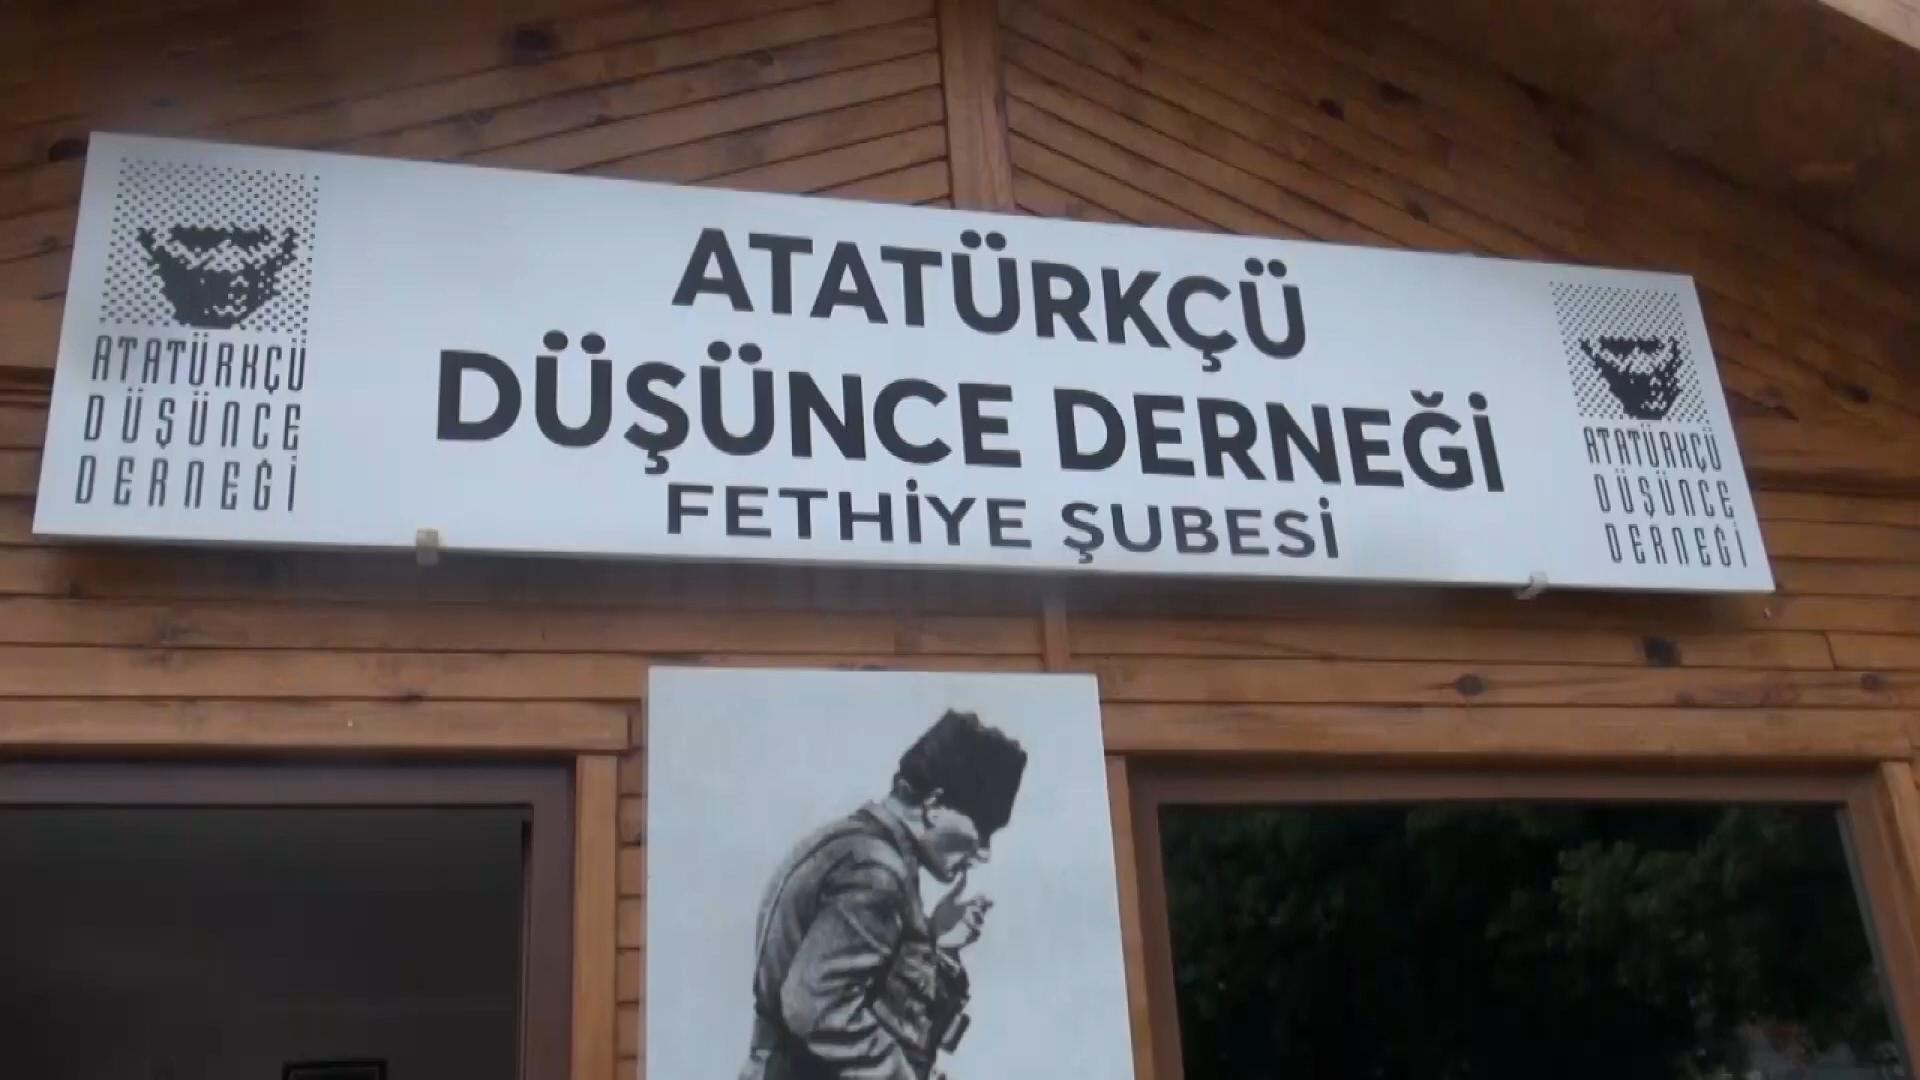 ATATÜRKÇÜ
DÜŞÜNCE DERNEĞİ
FETHİYE ŞUBESİ
ATATÜRKÇÜ
DÜŞÜNCE
DERNEĞİ
ATATÜRKÇÜ
DÜŞÜNCE
DERNEĞİ